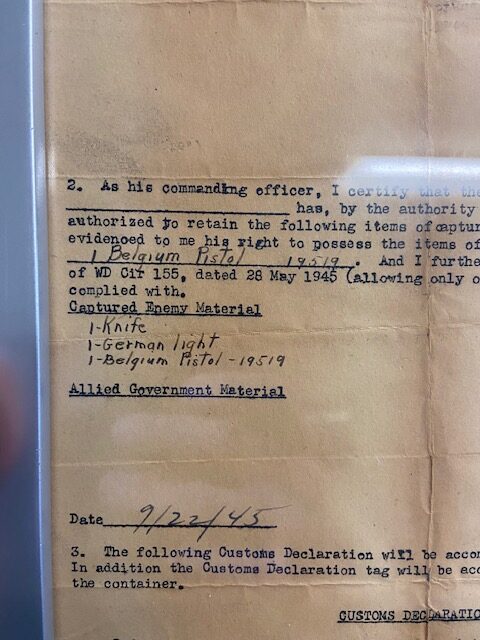 2. As his commanding officer, I certify that the
has, by the authority
authorized to retain the following items of captur
evidenced to me his right to possess the items of
1 Belgium Pistol 19519. And I furthe
of WD Cir 155, dated 28 May 1945 (allowing only o
complied with.
Captured Enemy Material
1-Knife
1-German light
1-Belgium Pistol-19519
Allied Government Material
Date 9/22/45
3. The following Customs Declaration will be accom
In addition the Customs Declaration tag will be acc
the container.
CUSTOMS DECLARATIO